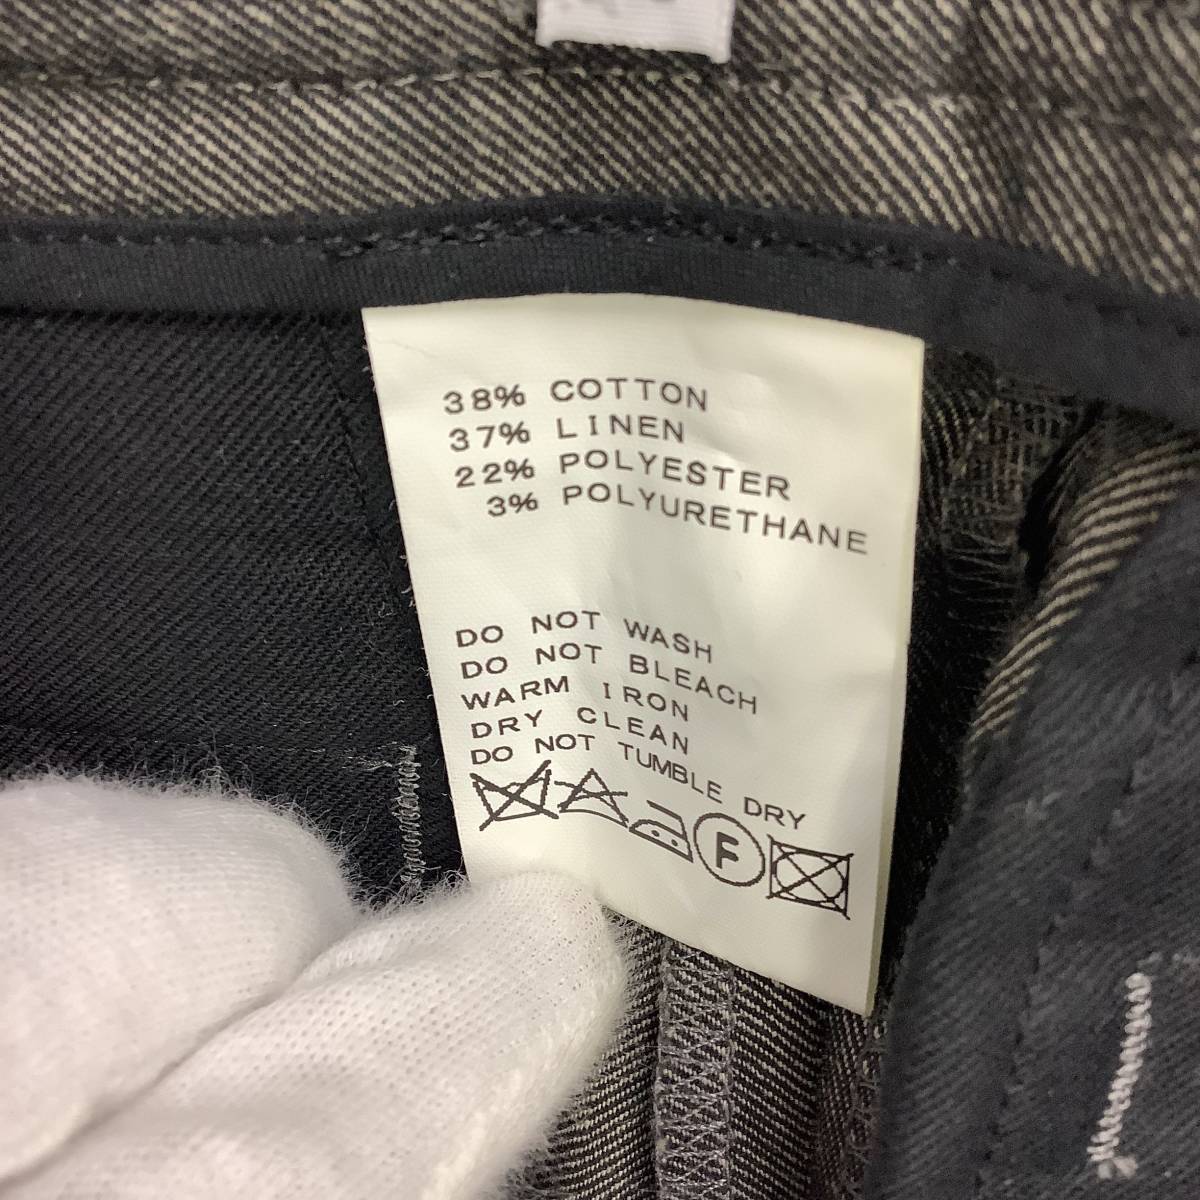 38% COTTON
37% LINEN
22% POLYESTER
3% POLYURETHANE
DO NOT WASH
DO NOT BLEACH
WARM IRON
DRY CLEAN
DO NOT TUMBLE DRY
F